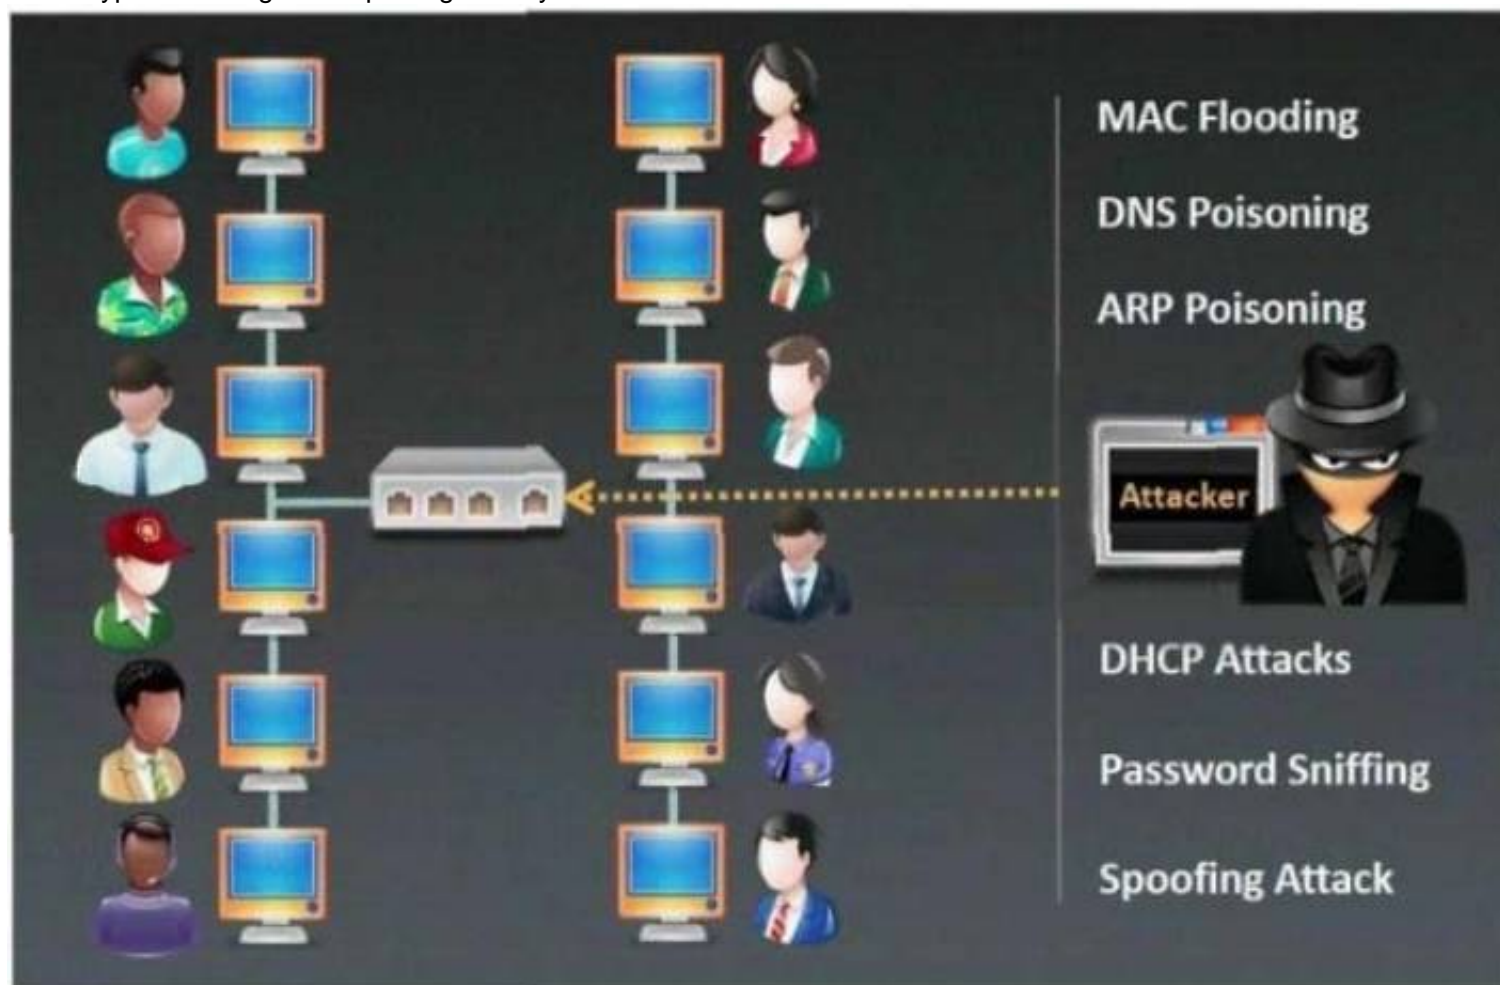 MAC Flooding
DNS Poisoning
ARP Poisoning
Attacker
DHCP Attacks
Password Sniffing
Spoofing Attack